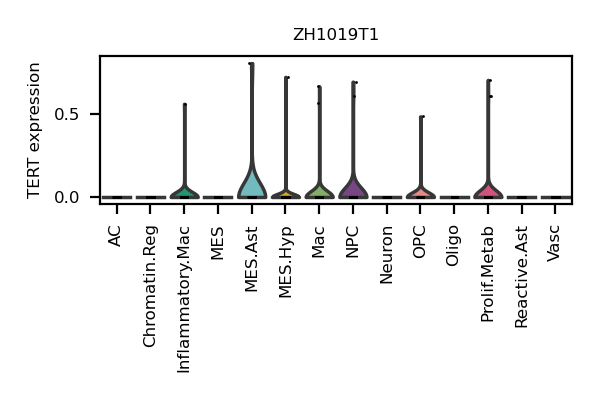 ZH1019T1
TERT expression
0.5
0.0
AC
Chromatin.Reg
Inflammatory.Mac
MES
MES.Ast
MES.Hyp
Mac
NPC
Neuron
OPC
Oligo
Prolif.Metab
Reactive.Ast
Vasc